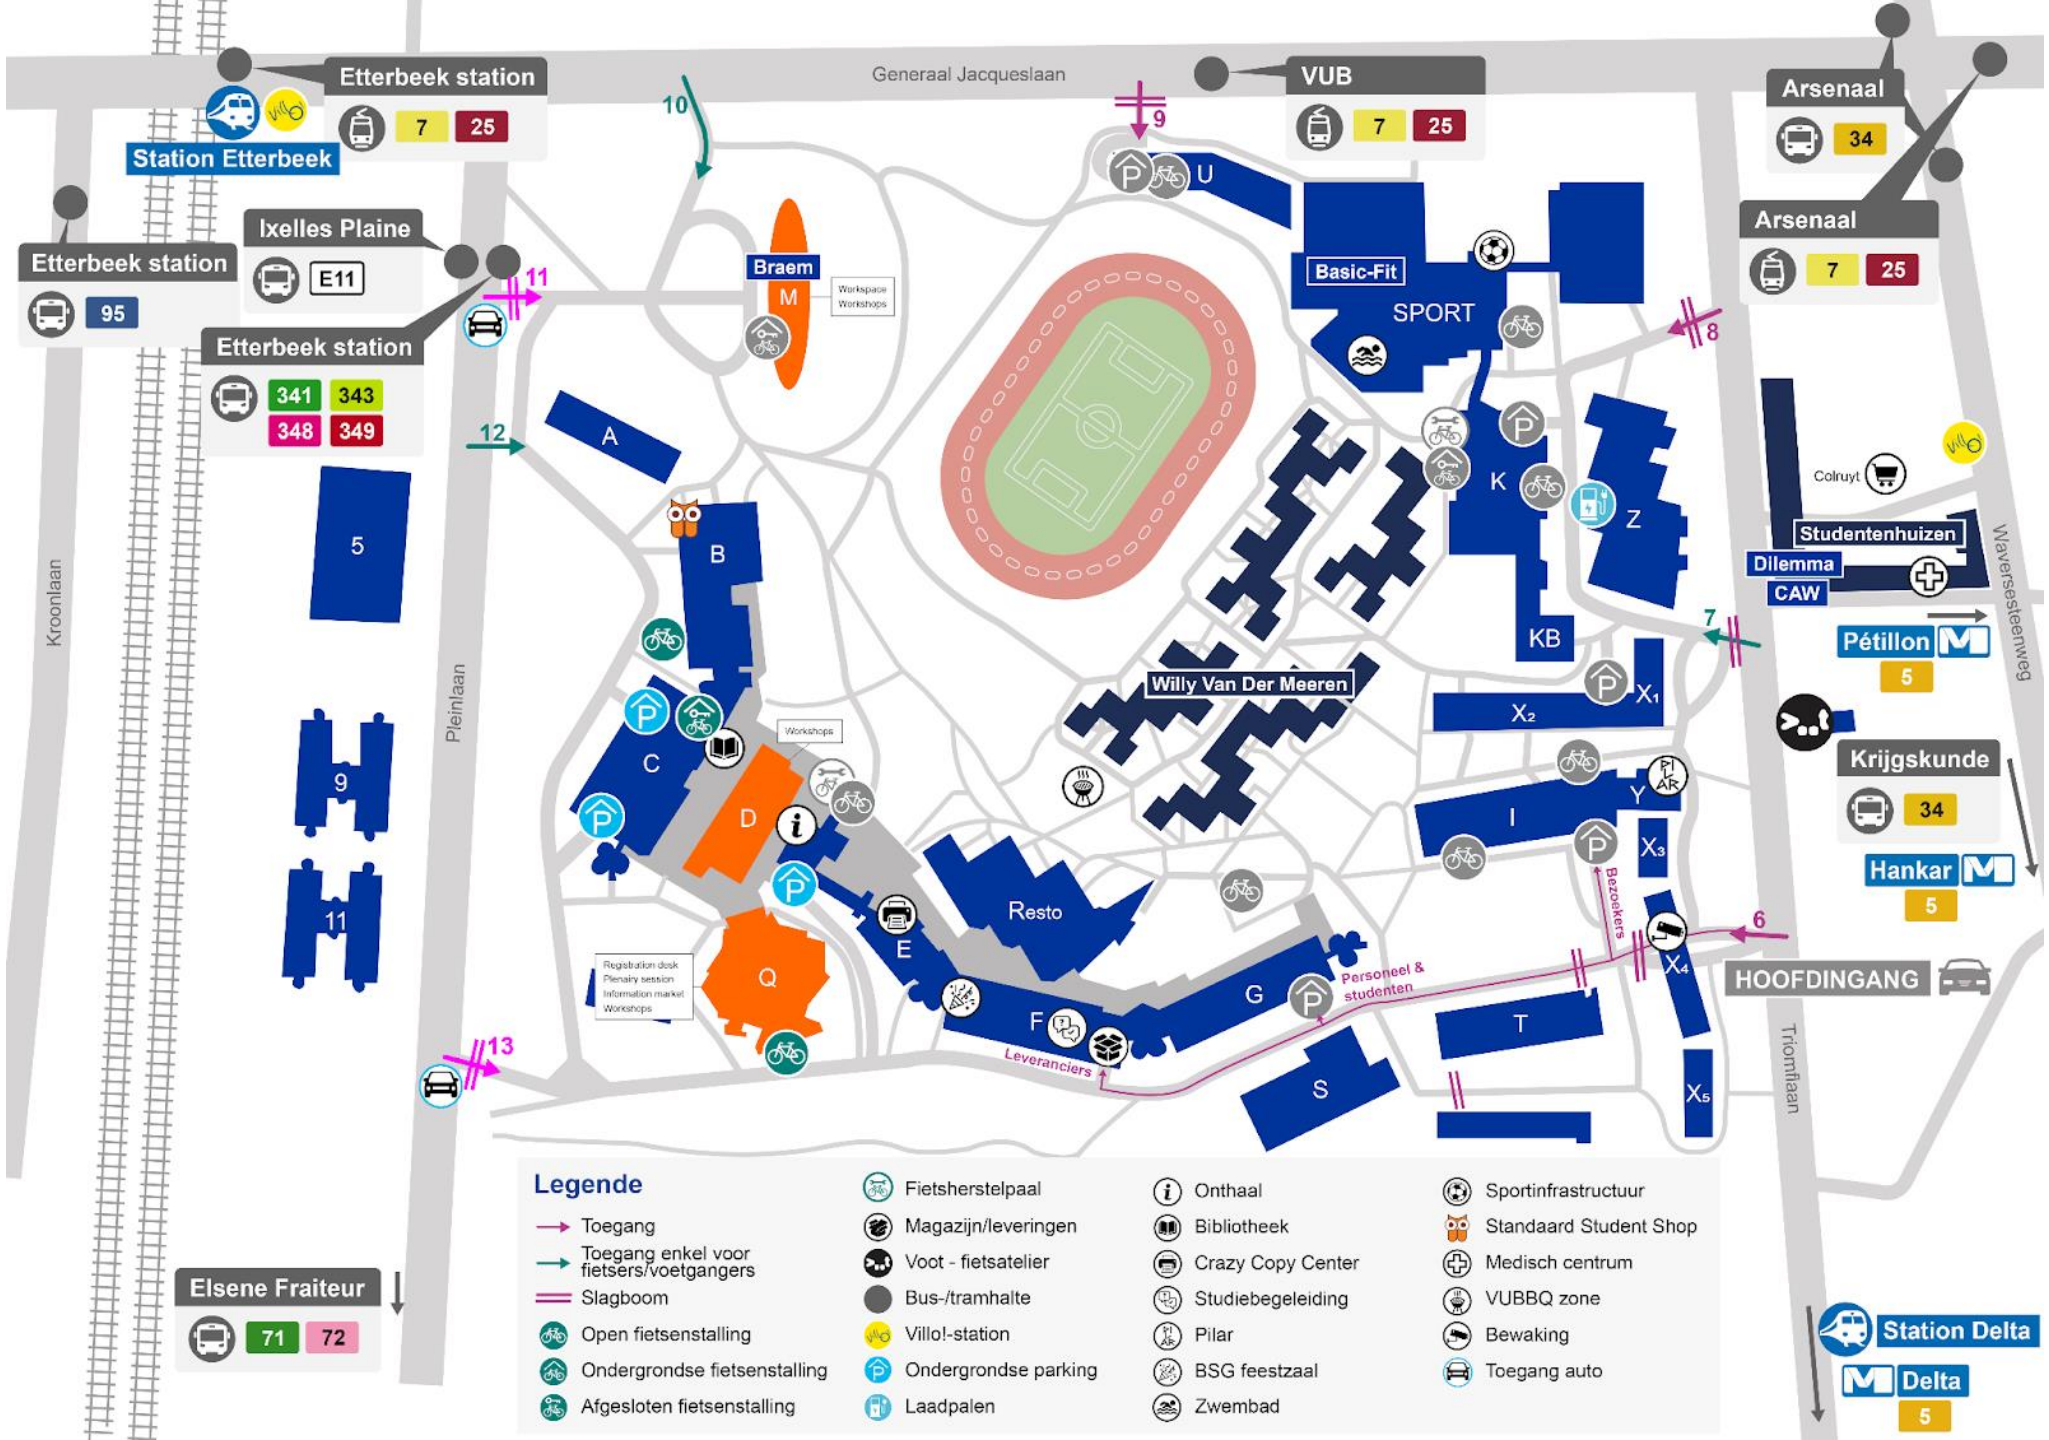 Generaal Jacqueslaan
Etterbeek station
7 25
Villo!
Station Etterbeek
10
9
VUB
7 25
Arsenaal
34
Arsenaal
7 25
Ixelles Plaine
E11
Etterbeek station
95
Etterbeek station
341 343
348 349
11
12
Braem
M
Workspace
Workshops
P
U
Basic-Fit
SPORT
8
A
B
5
P
K
Z
KB
Colruyt
Villo!
Studentenhuizen
Dilemma
CAW
Waversesteenweg
Kroonlaan
Pleinlaan
7
Pétillon M
5
Willy Van Der Meeren
P
X1
X2
Krijgskunde
34
Hankar M
5
P
C
P
Workshops
D
i
P
9
11
PILAR
Y
I
P
X3
Bezoekers
6
X4
HOOFDINGANG
Resto
E
Q
Registration desk
Plenairy session
Information market
Workshops
F
G
P
Personeel &
studenten
Leveranciers
T
S
X5
13
Triomflaan
Elsene Fraiteur
71 72
Legende
Toegang
Toegang enkel voor
fietsers/voetgangers
Slagboom
Open fietsenstalling
Ondergrondse fietsenstalling
Afgesloten fietsenstalling
Fietsherstelpaal
Magazijn/leveringen
Voot - fietsatelier
Bus-/tramhalte
Villo!-station
Ondergrondse parking
Laadpalen
Onthaal
Bibliotheek
Crazy Copy Center
Studiebegeleiding
Pilar
BSG feestzaal
Zwembad
Sportinfrastructuur
Standaard Student Shop
Medisch centrum
VUBBQ zone
Bewaking
Toegang auto
Station Delta
M Delta
5